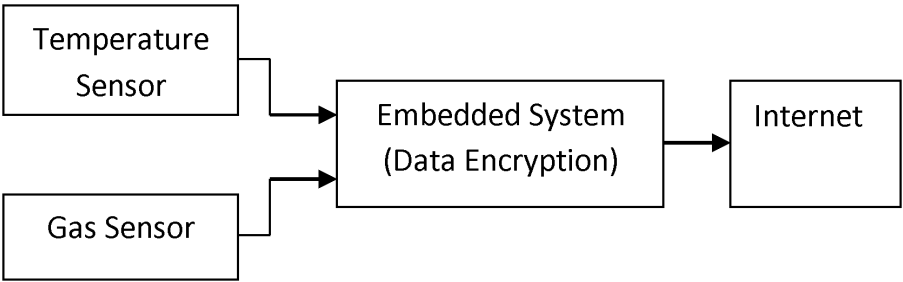 Temperature
Sensor
Embedded System
(Data Encryption)
Internet
Gas Sensor